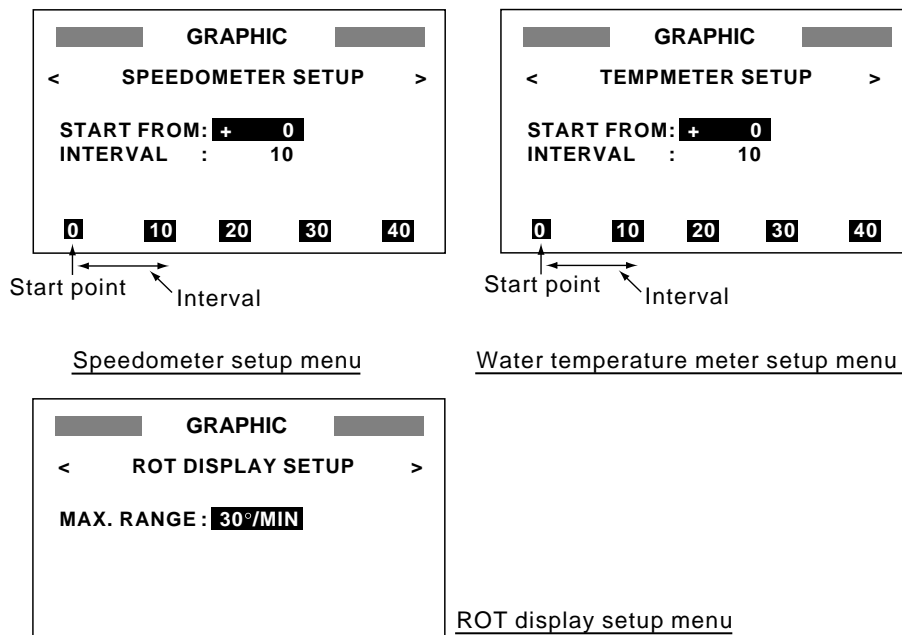 GRAPHIC
< SPEEDOMETER SETUP >
START FROM: + 0
INTERVAL : 10
0 10 20 30 40
Start point
Interval
Speedometer setup menu
GRAPHIC
< TEMPMETER SETUP >
START FROM: + 0
INTERVAL : 10
0 10 20 30 40
Start point
Interval
Water temperature meter setup menu
GRAPHIC
< ROT DISPLAY SETUP >
MAX. RANGE : 30°/MIN
ROT display setup menu